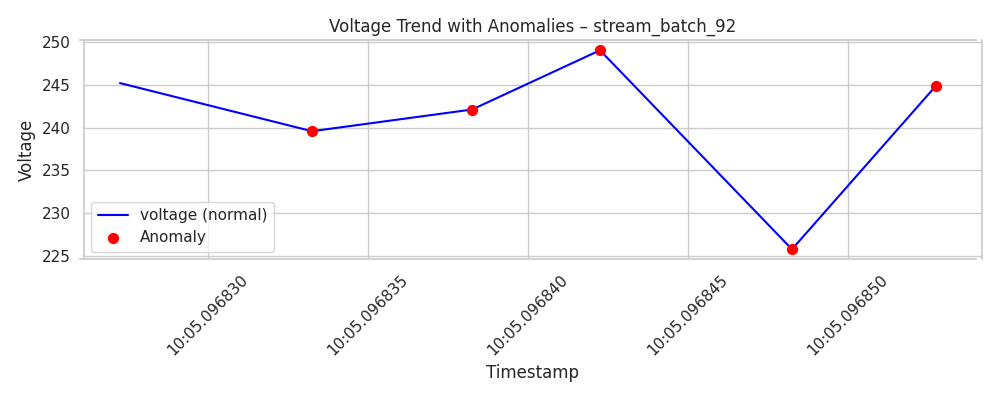 Voltage Trend with Anomalies – stream_batch_92
Voltage
250
245
240
235
230
225
voltage (normal)
Anomaly
10:05.096830
10:05.096835
10:05.096840
10:05.096845
10:05.096850
Timestamp